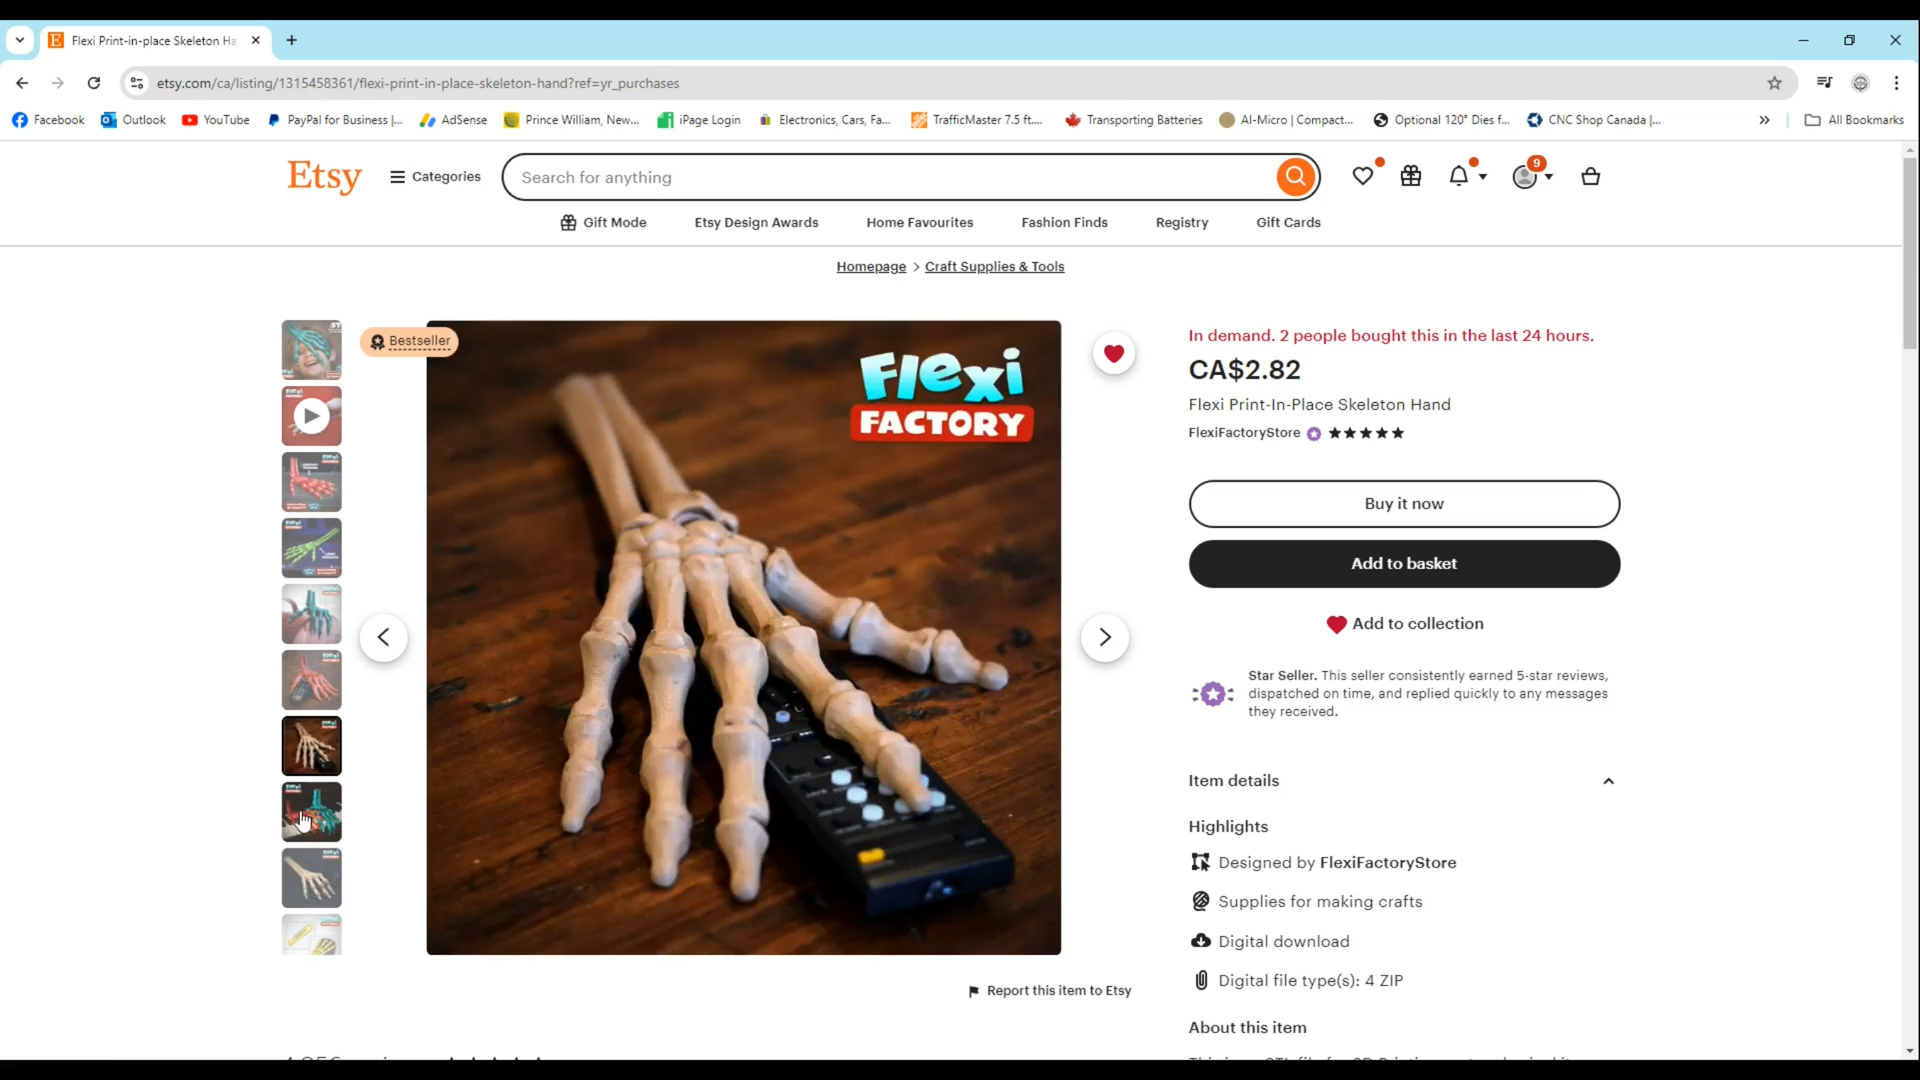 Flexi Print-in-place Skeleton Ha
etsy.com/ca/listing/1315458361/flexi-print-in-place-skeleton-hand?ref=yr_purchases
Facebook Outlook YouTube PayPal for Business |... AdSense Prince William, New... iPage Login Electronics, Cars, Fa... TrafficMaster 7.5 ft.... Transporting Batteries AI-Micro | Compact... Optional 120° Dies f... CNC Shop Canada |... » All Bookmarks
Etsy Categories Search for anything 9
Gift Mode Etsy Design Awards Home Favourites Fashion Finds Registry Gift Cards
Homepage > Craft Supplies & Tools
Bestseller
Flexi
FACTORY
In demand. 2 people bought this in the last 24 hours.
CA$2.82
Flexi Print-In-Place Skeleton Hand
FlexiFactoryStore
Buy it now
Add to basket
Add to collection
Star Seller. This seller consistently earned 5-star reviews,
dispatched on time, and replied quickly to any messages
they received.
Item details
Highlights
Designed by FlexiFactoryStore
Supplies for making crafts
Digital download
Digital file type(s): 4 ZIP
Report this item to Etsy
About this item